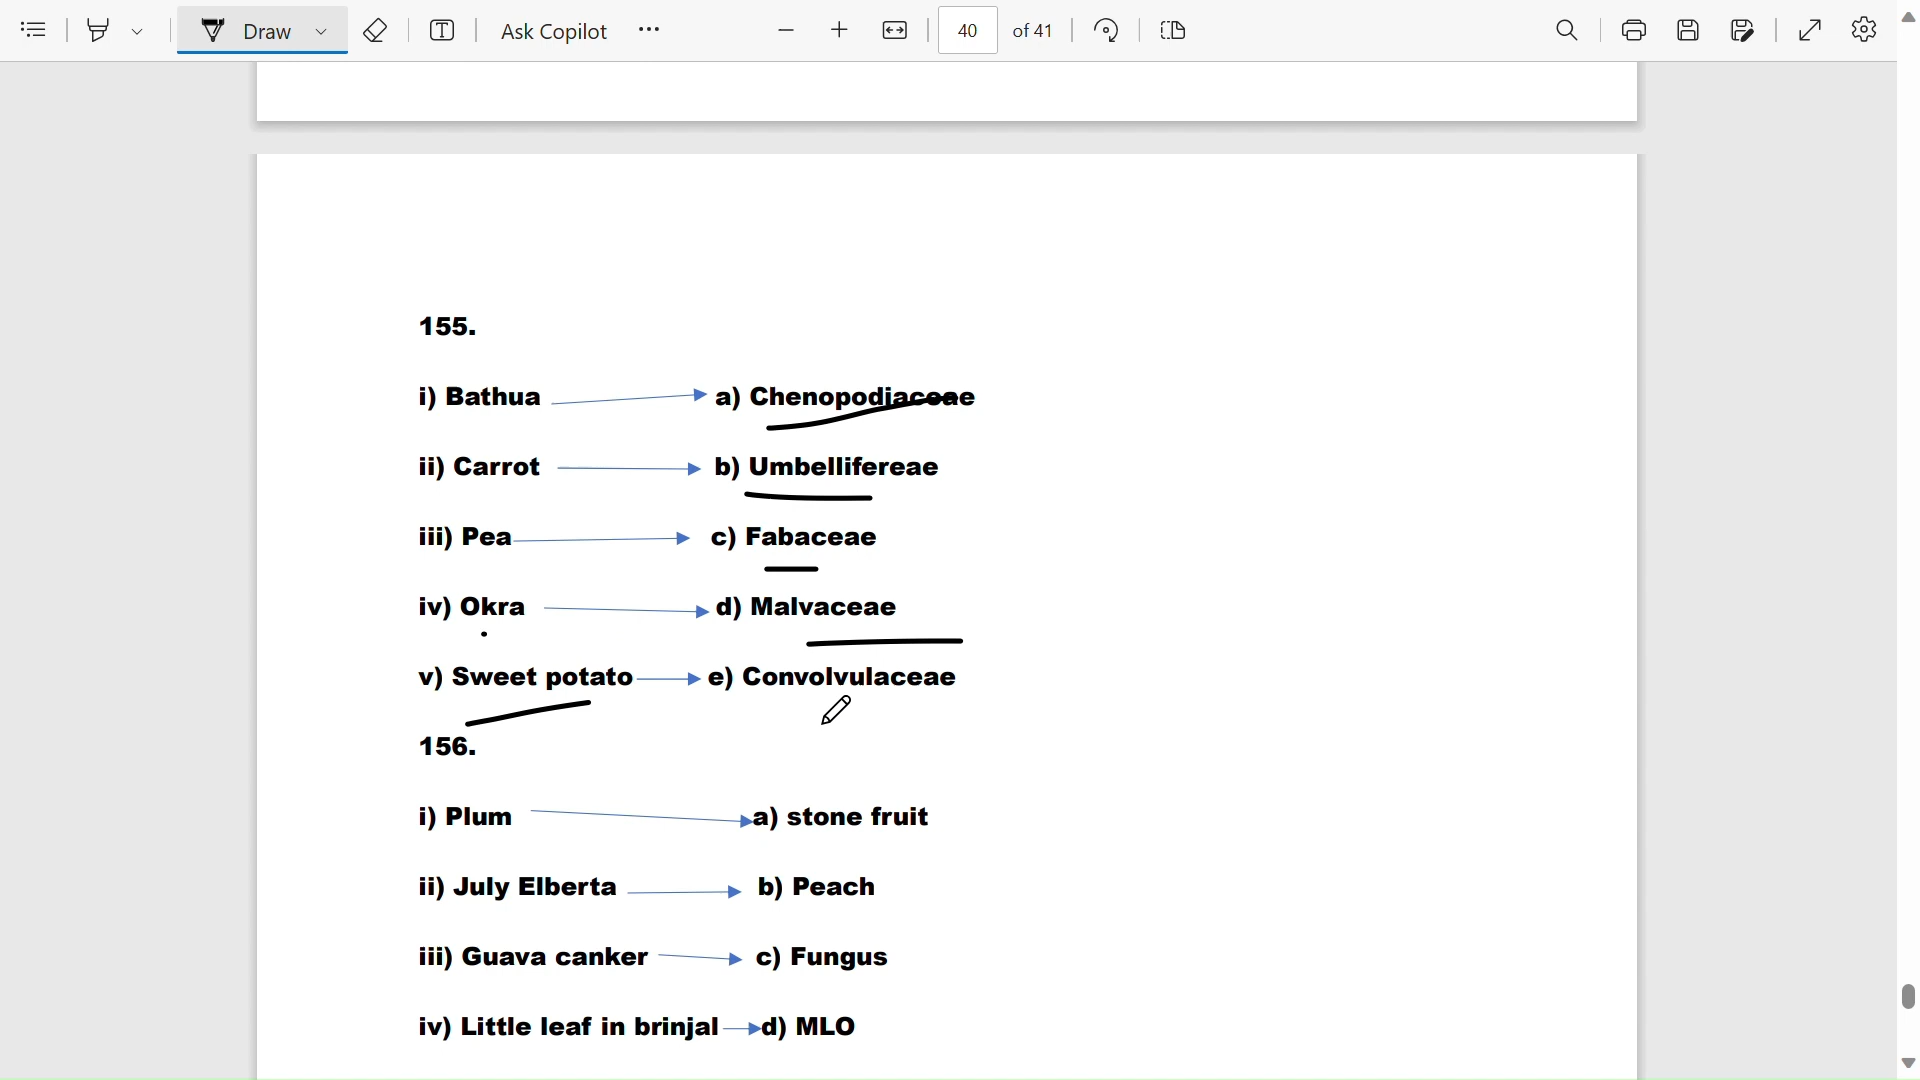 Draw
Ask Copilot
40 of 41
155.
i) Bathua a) Chenopodiaceae
ii) Carrot b) Umbellifereae
iii) Pea c) Fabaceae
iv) Okra d) Malvaceae
v) Sweet potato e) Convolvulaceae
156.
i) Plum a) stone fruit
ii) July Elberta b) Peach
iii) Guava canker c) Fungus
iv) Little leaf in brinjal d) MLO